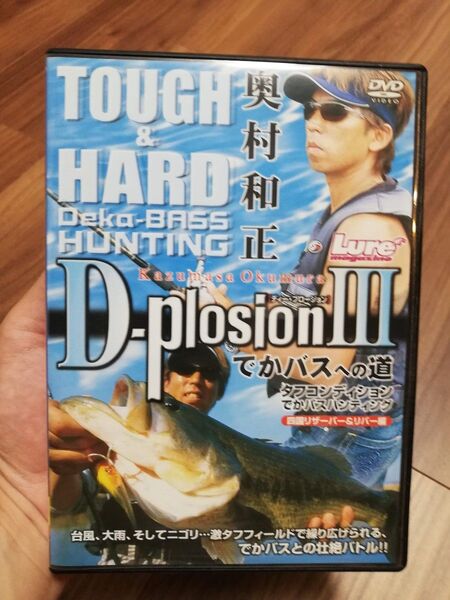 TOUGH
&
HARD
Deka-BASS
HUNTING
奥村和正
DVD
VIDEO
Lure
magazine
Kazumasa Okumura
D-plosion III
ディー・プロージョン
でかバスへの道
タフコンディション
でかバスハンティング
四国リザーバー&リバー編
台風、大雨、そしてニゴリ…激タフフィールドで繰り広げられる、
でかバスとの壮絶バトル!!